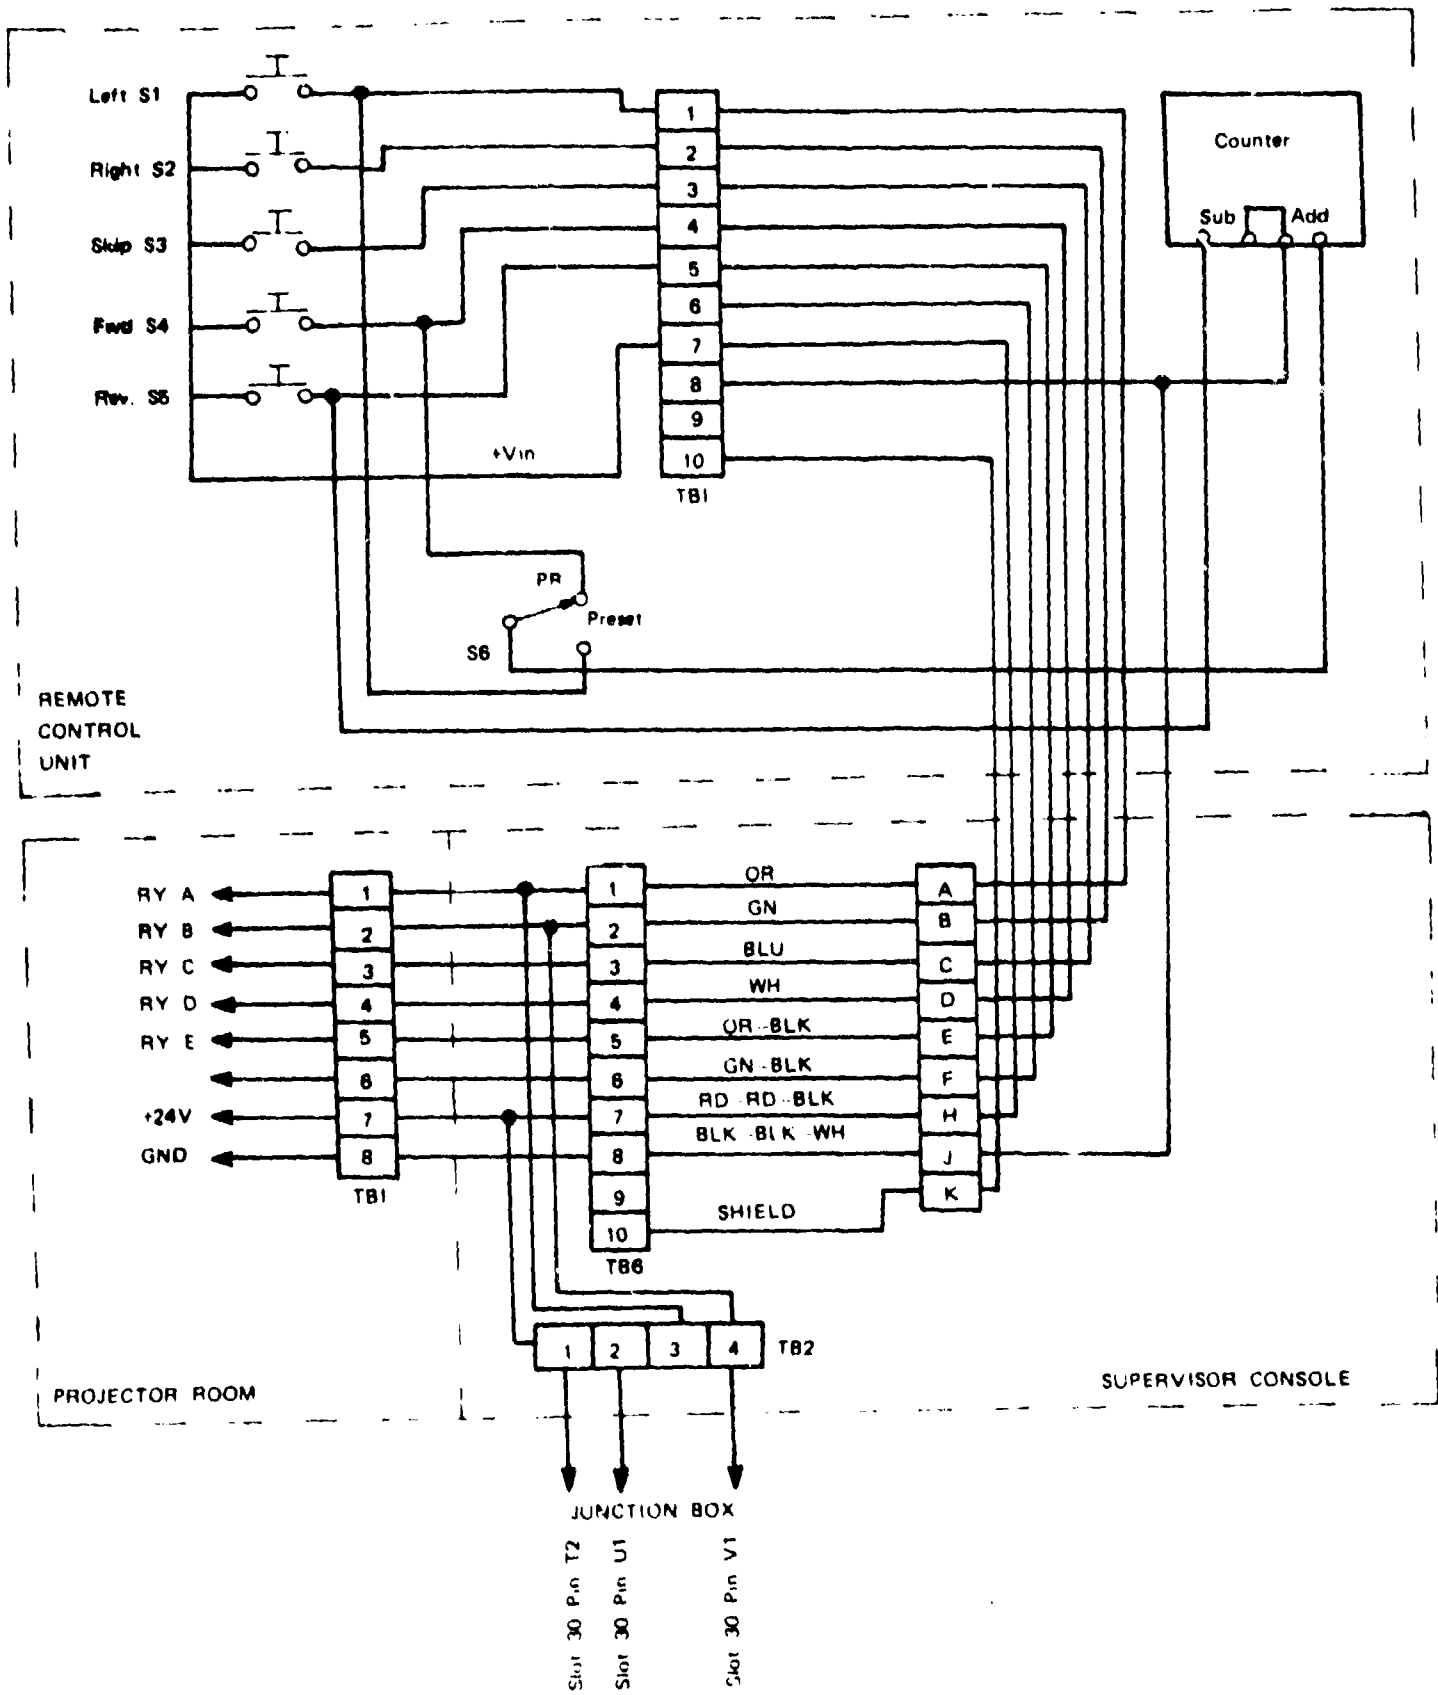 Left S1
Right S2
Skip S3
Fwd S4
Rev. S5
1
2
3
4
5
6
7
8
9
10
TB1
+Vin
Counter
Sub
Add
PR
Preset
S6
REMOTE
CONTROL
UNIT
RY A
RY B
RY C
RY D
RY E
+24V
GND
1
2
3
4
5
6
7
8
TB1
1
2
3
4
5
6
7
8
9
10
TB6
OR
GN
BLU
WH
OR-BLK
GN-BLK
RD-RD-BLK
BLK-BLK-WH
SHIELD
A
B
C
D
E
F
H
J
K
1
2
3
4
TB2
PROJECTOR ROOM
SUPERVISOR CONSOLE
JUNCTION BOX
Slot 30 Pin T2
Slot 30 Pin U1
Slot 30 Pin V1